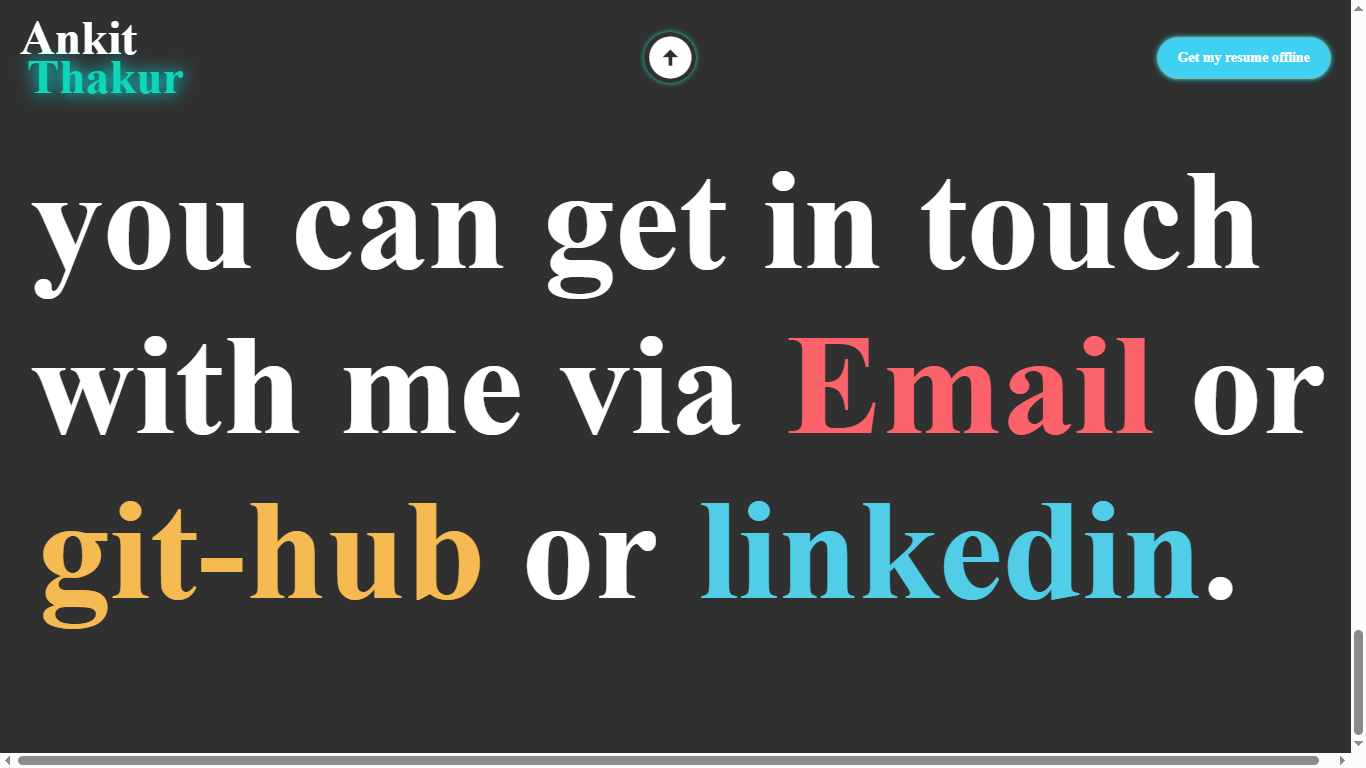 Ankit
Thakur
Get my resume offline
you can get in touch
with me via Email or
git-hub or linkedin.